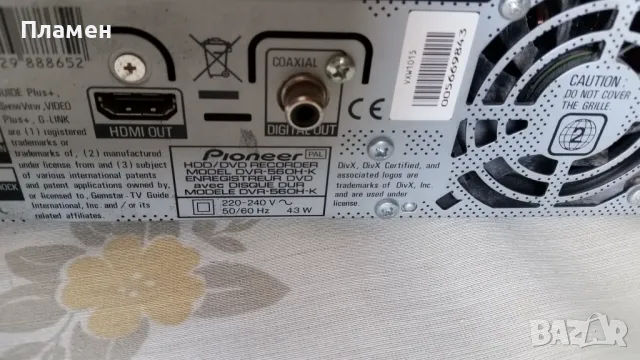 Пламен
29 888652
GUIDE Plus+,
ShowView, VIDEO
Plus+, G-LINK
are (1) registered
trademarks
of, (2) manufactured
under license from and (3) subject
of various international patents
and patent applications owned by,
or licensed to, Gemstar-TV Guide
International, Inc. and / or its
related affiliates.
HDMI OUT
COAXIAL
DIGITAL OUT
CE
VXW1015
005669843
CAUTION
DO NOT COVER
THE GRILLE.
2
Pioneer PAL
HDD/DVD RECORDER
MODEL DVR-560H-K
ENREGISTREUR DVD
avec DISQUE DUR
MODELE DVR-560H-K
220-240 V ~
50/60 Hz 43 W
DivX, DivX Certified, and
associated logos are
trademarks of DivX, Inc.
and are used under
license.
BAZAR